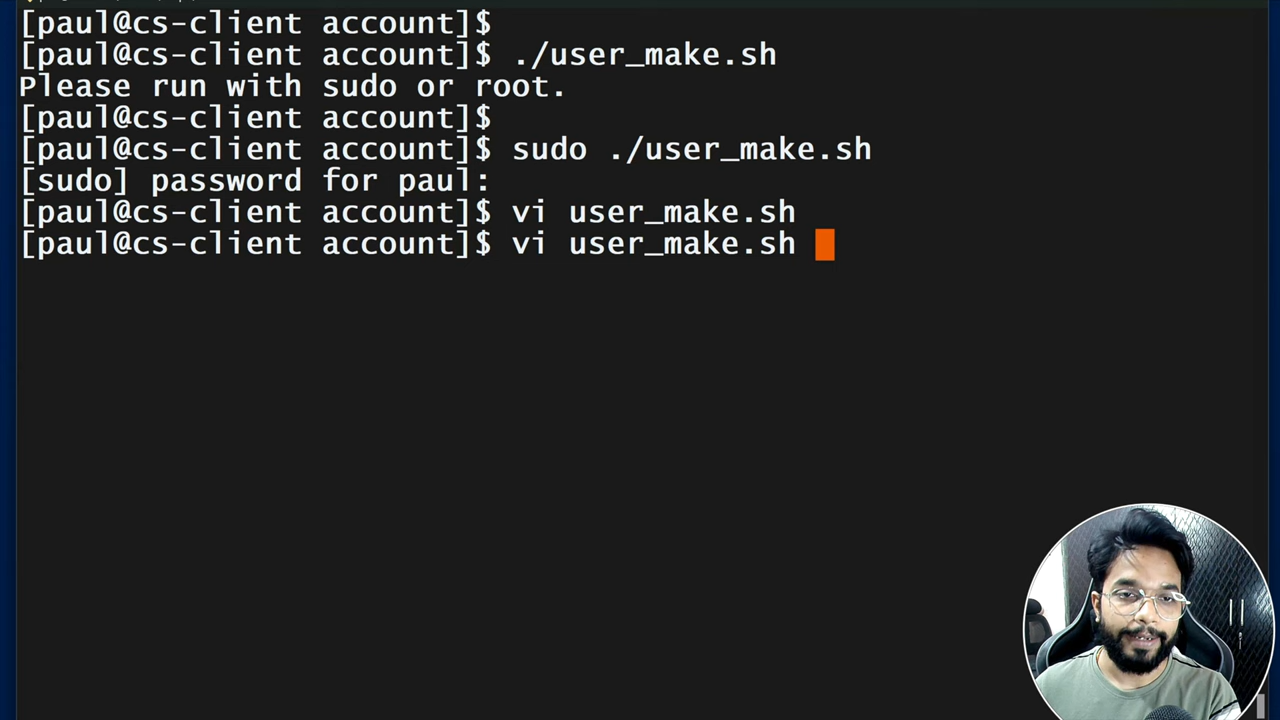 [paul@cs-client account]$
[paul@cs-client account]$ ./user_make.sh
Please run with sudo or root.
[paul@cs-client account]$
[paul@cs-client account]$ sudo ./user_make.sh
[sudo] password for paul:
[paul@cs-client account]$ vi user_make.sh
[paul@cs-client account]$ vi user_make.sh